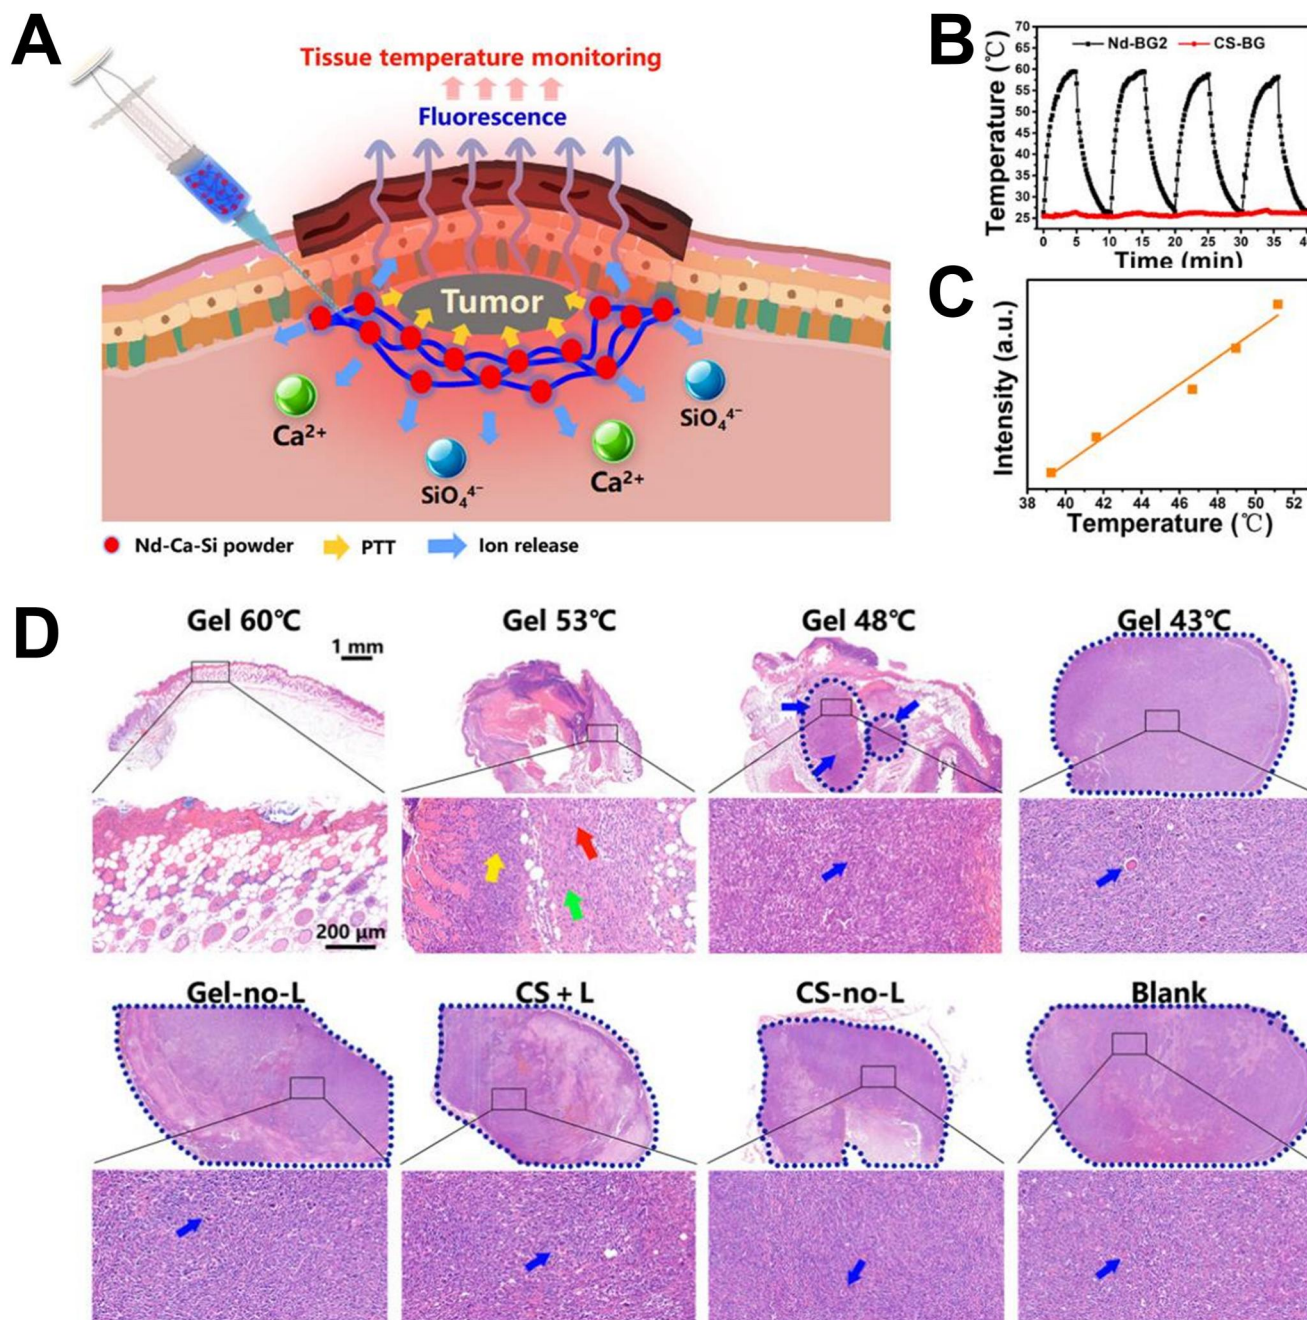 A
Tissue temperature monitoring
Fluorescence
Tumor
Ca²⁺
SiO₄⁴⁻
Ca²⁺
SiO₄⁴⁻
Nd-Ca-Si powder
PTT
Ion release
B
Temperature (℃)
70
65
60
55
50
45
40
35
30
25
Nd-BG2
CS-BG
0 5 10 15 20 25 30 35
Time (min)
C
Intensity (a.u.)
38 40 42 44 46 48 50 52
Temperature (℃)
D
Gel 60℃
Gel 53℃
Gel 48℃
Gel 43℃
1 mm
200 μm
Gel-no-L
CS + L
CS-no-L
Blank